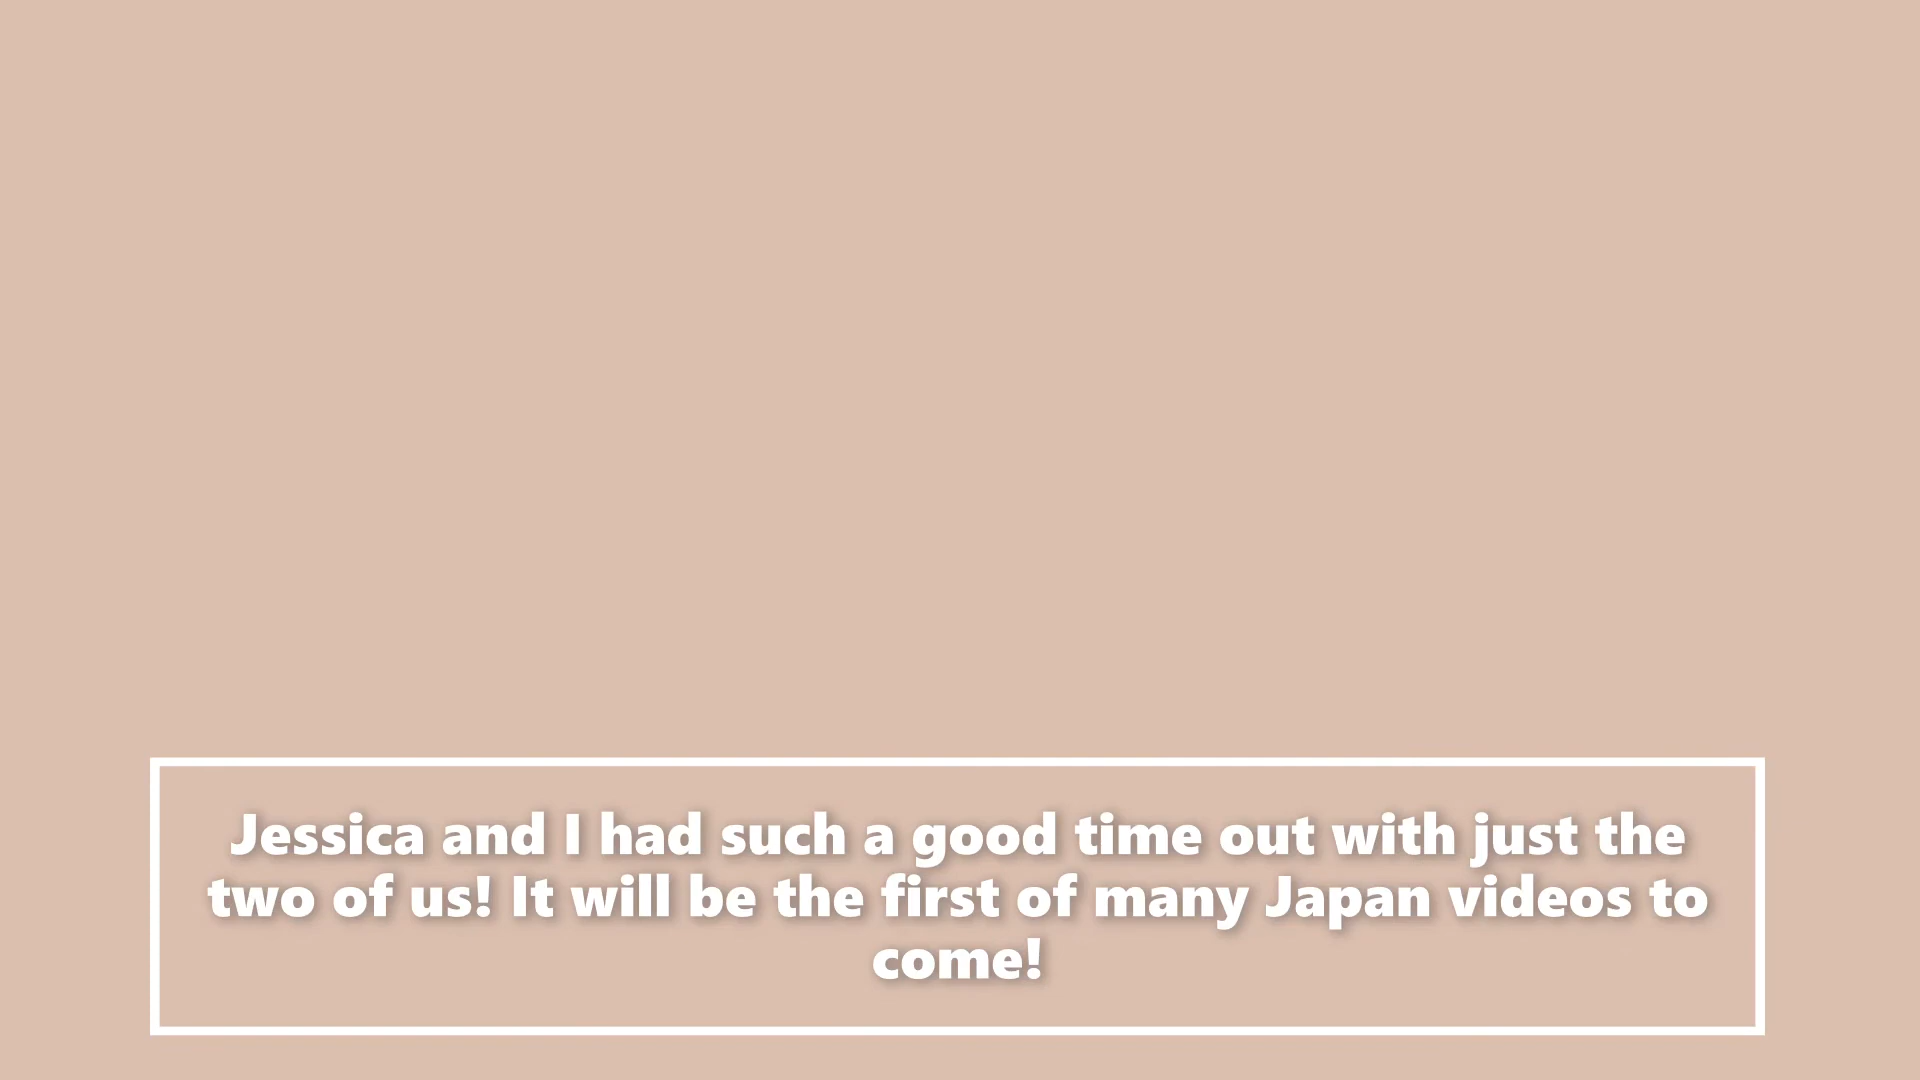 Jessica and I had such a good time out with just the
two of us! It will be the first of many Japan videos to
come!